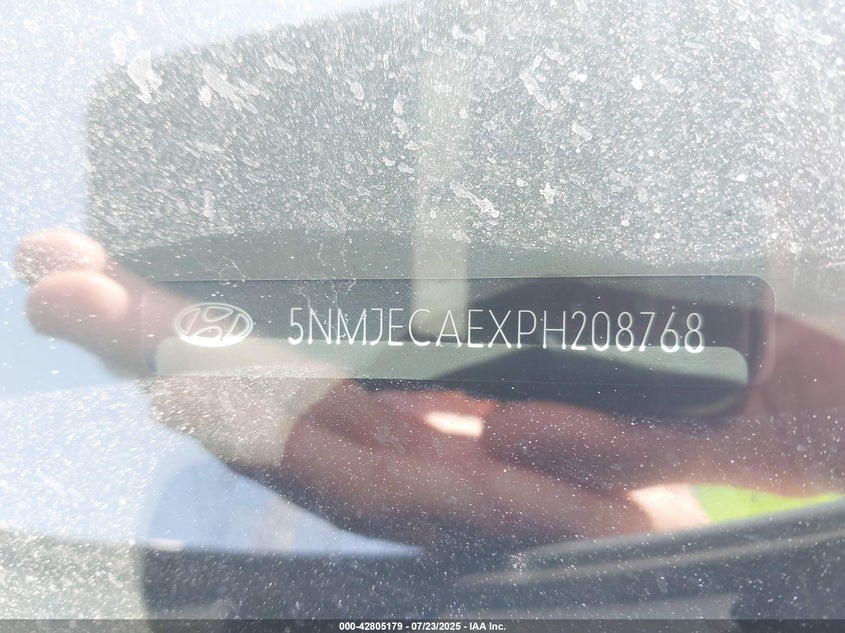 5NMJECAEXPH208768
000-42805179 | 07/23/2025 - IAA Inc.